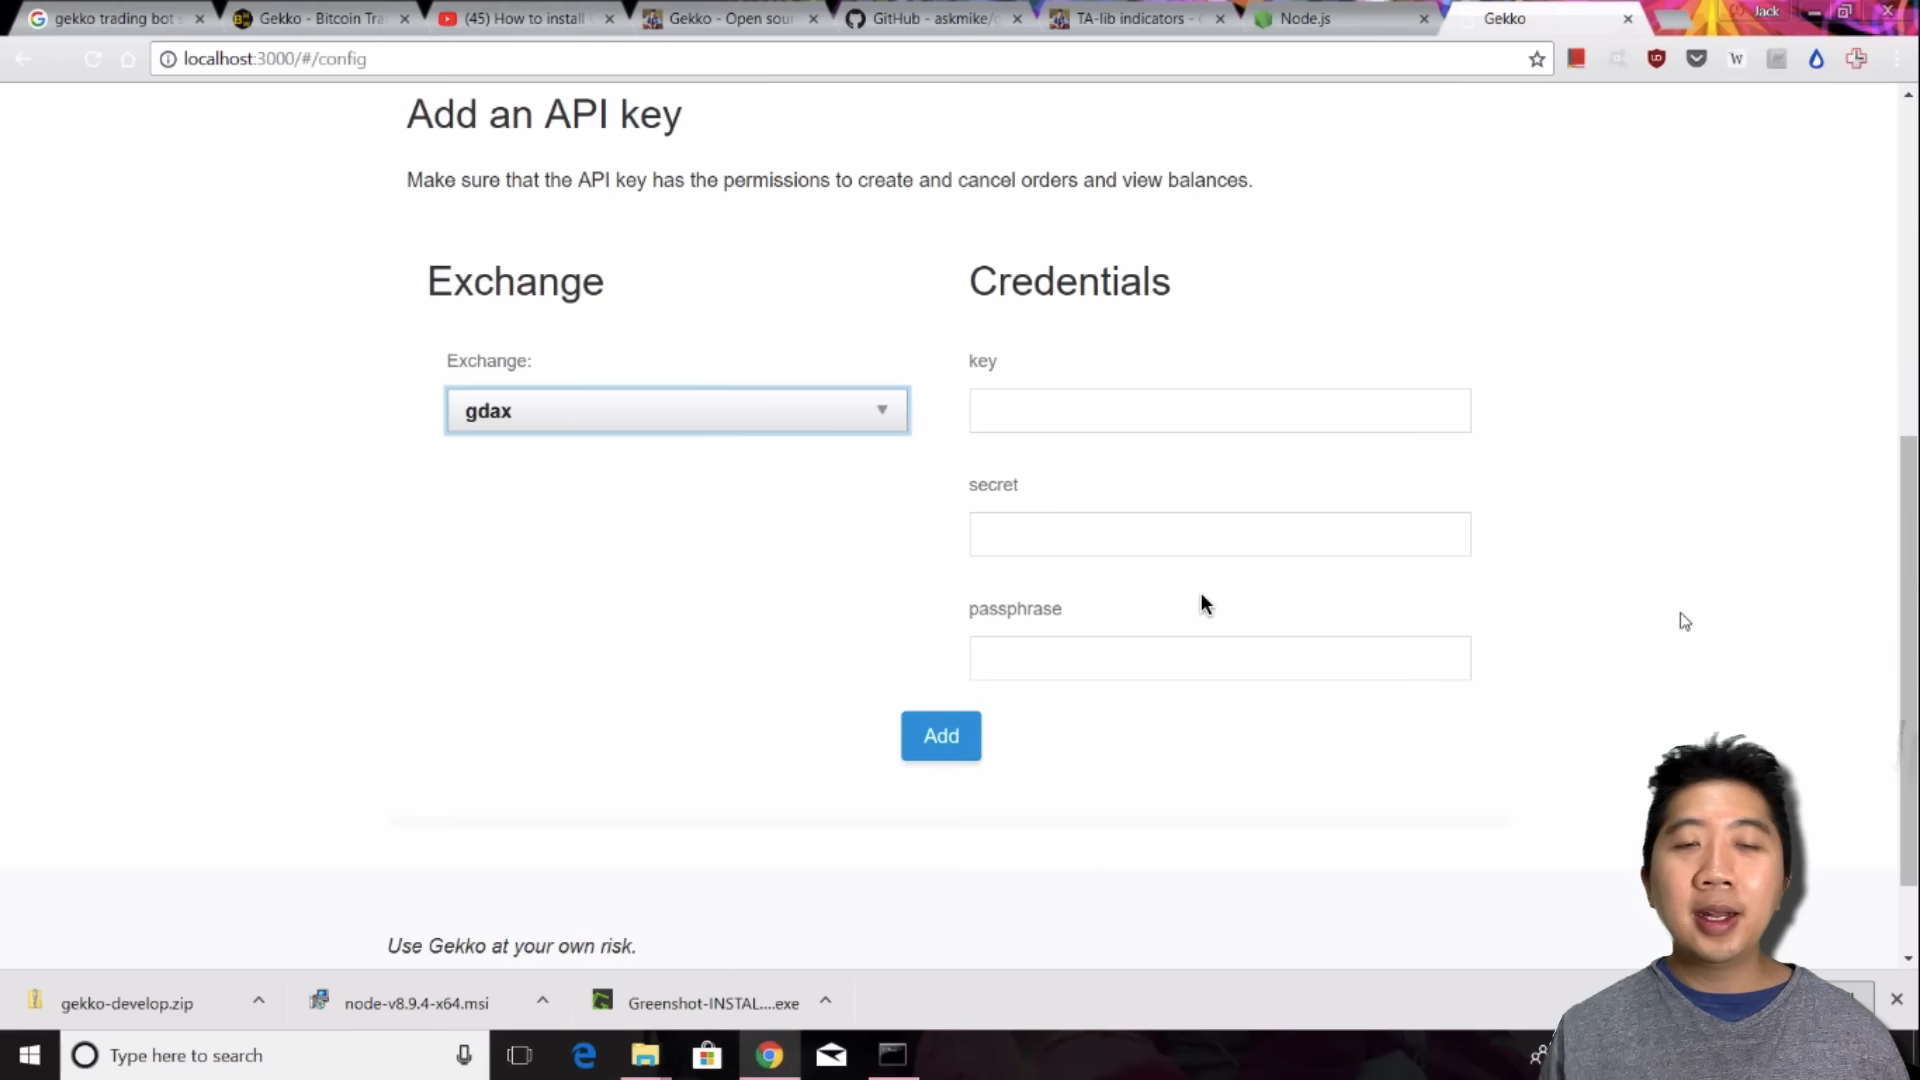 gekko trading bot
Gekko - Bitcoin Tra
(45) How to install
Gekko - Open sour
GitHub - askmike/
TA-lib indicators -
Node.js
Gekko
Jack
localhost:3000/#/config
Add an API key
Make sure that the API key has the permissions to create and cancel orders and view balances.
Exchange
Credentials
Exchange:
key
gdax
secret
passphrase
Add
Use Gekko at your own risk.
gekko-develop.zip
node-v8.9.4-x64.msi
Greenshot-INSTAL....exe
Type here to search